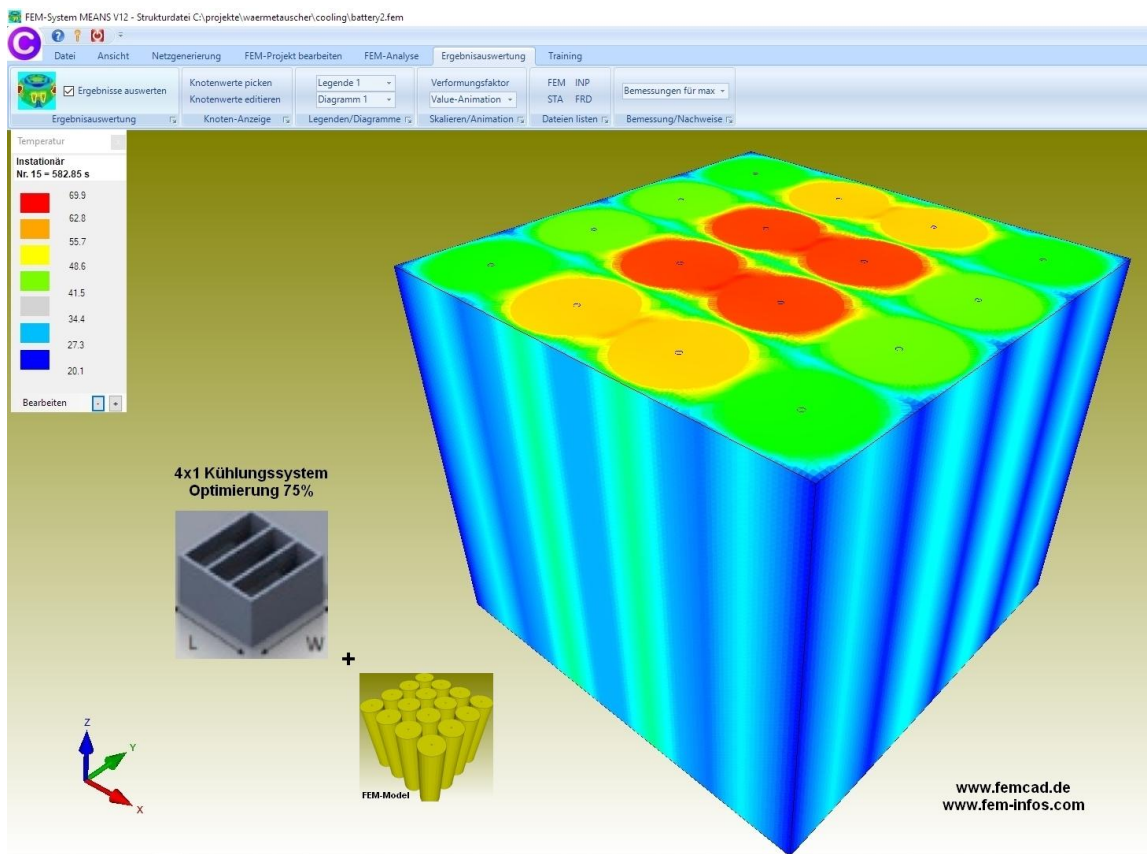 FEM-System MEANS V12 - Strukturdatei C:\projekte\waermetauscher\cooling\battery2.fem
C
Datei Ansicht Netzgenerierung FEM-Projekt bearbeiten FEM-Analyse Ergebnisauswertung Training
Ergebnisse auswerten
Knotenwerte picken
Knotenwerte editieren
Legende 1
Diagramm 1
Verformungsfaktor
Value-Animation
FEM INP
STA FRD
Bemessungen für max
Ergebnisauswertung Knoten-Anzeige Legenden/Diagramme Skalieren/Animation Dateien listen Bemessung/Nachweise
Temperatur
Instationär
Nr. 15 = 582.85 s
69.9
62.8
55.7
48.6
41.5
34.4
27.3
20.1
Bearbeiten - +
4x1 Kühlungssystem
Optimierung 75%
L W
+
FEM-Model
Z
Y
X
www.femcad.de
www.fem-infos.com